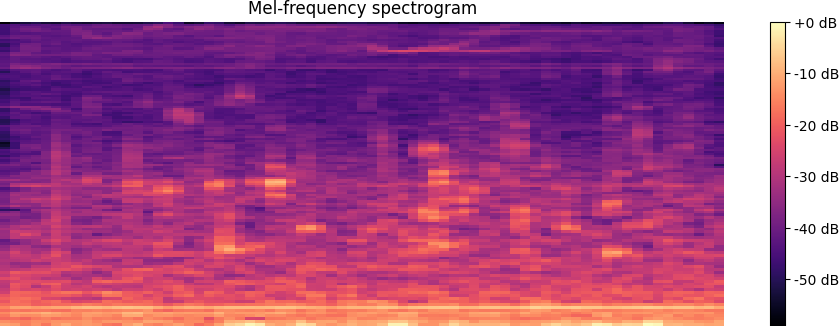 Mel-frequency spectrogram
+0 dB
-10 dB
-20 dB
-30 dB
-40 dB
-50 dB